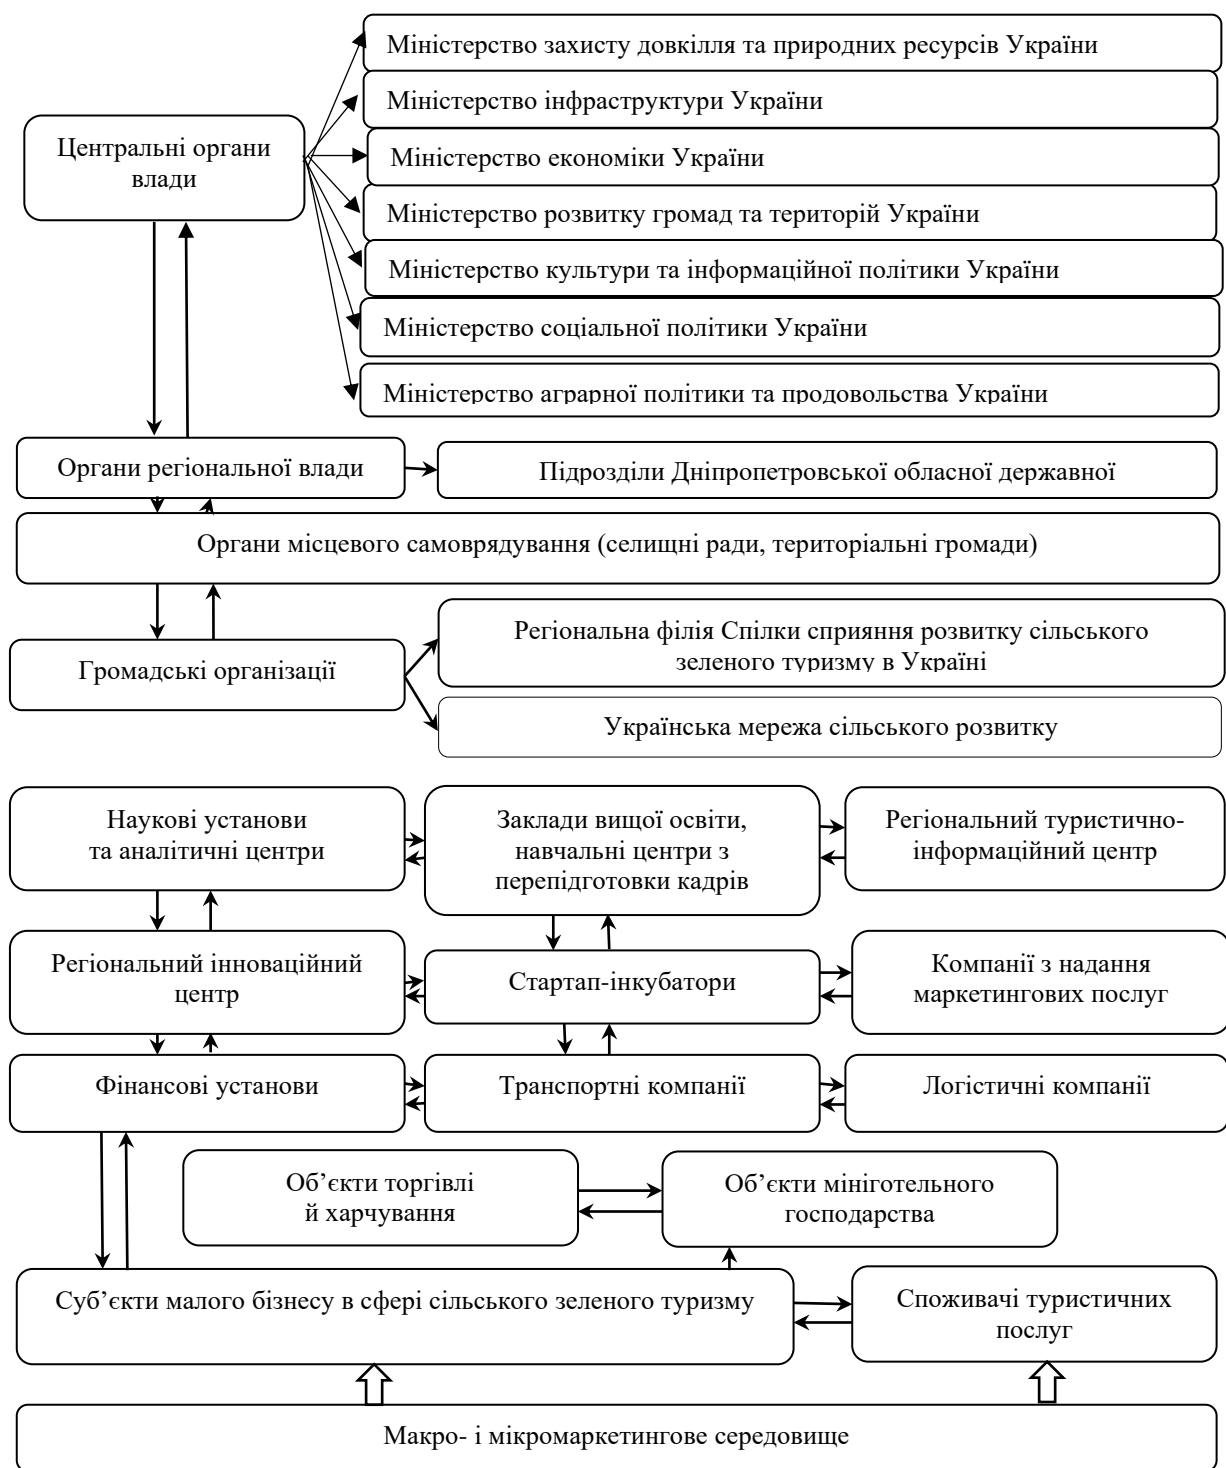 Міністерство захисту довкілля та природних ресурсів України
Міністерство інфраструктури України
Центральні органи
влади
Міністерство економіки України
Міністерство розвитку громад та територій України
Міністерство культури та інформаційної політики України
Міністерство соціальної політики України
Міністерство аграрної політики та продовольства України
Органи регіональної влади
Підрозділи Дніпропетровської обласної державної
Органи місцевого самоврядування (селищні ради, територіальні громади)
Громадські організації
Регіональна філія Спілки сприяння розвитку сільського
зеленого туризму в Україні
Українська мережа сільського розвитку
Наукові установи
та аналітичні центри
Заклади вищої освіти,
навчальні центри з
перепідготовки кадрів
Регіональний туристично-
інформаційний центр
Регіональний інноваційний
центр
Стартап-інкубатори
Компанії з надання
маркетингових послуг
Фінансові установи
Транспортні компанії
Логістичні компанії
Об’єкти торгівлі
й харчування
Об’єкти мініготельного
господарства
Суб’єкти малого бізнесу в сфері сільського зеленого туризму
Споживачі туристичних
послуг
Макро- і мікромаркетингове середовище